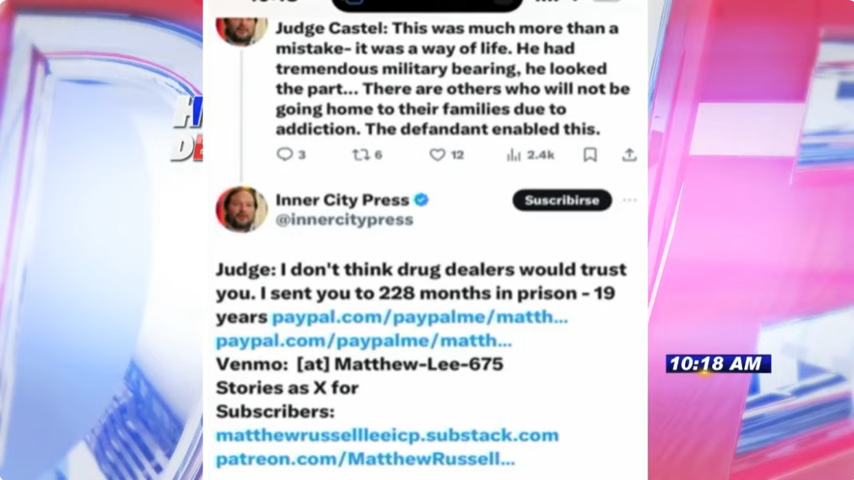 Judge Castel: This was much more than a
mistake- it was a way of life. He had
tremendous military bearing, he looked
the part... There are others who will not be
going home to their families due to
addiction. The defandant enabled this.
3 6 12 2.4k
Inner City Press
Suscribirse
@innercitypress
Judge: I don't think drug dealers would trust
you. I sent you to 228 months in prison - 19
years paypal.com/paypalme/matth...
paypal.com/paypalme/matth...
Venmo: [at] Matthew-Lee-675
Stories as X for
Subscribers:
matthewrussellleeicp.substack.com
patreon.com/MatthewRussell...
10:18 AM